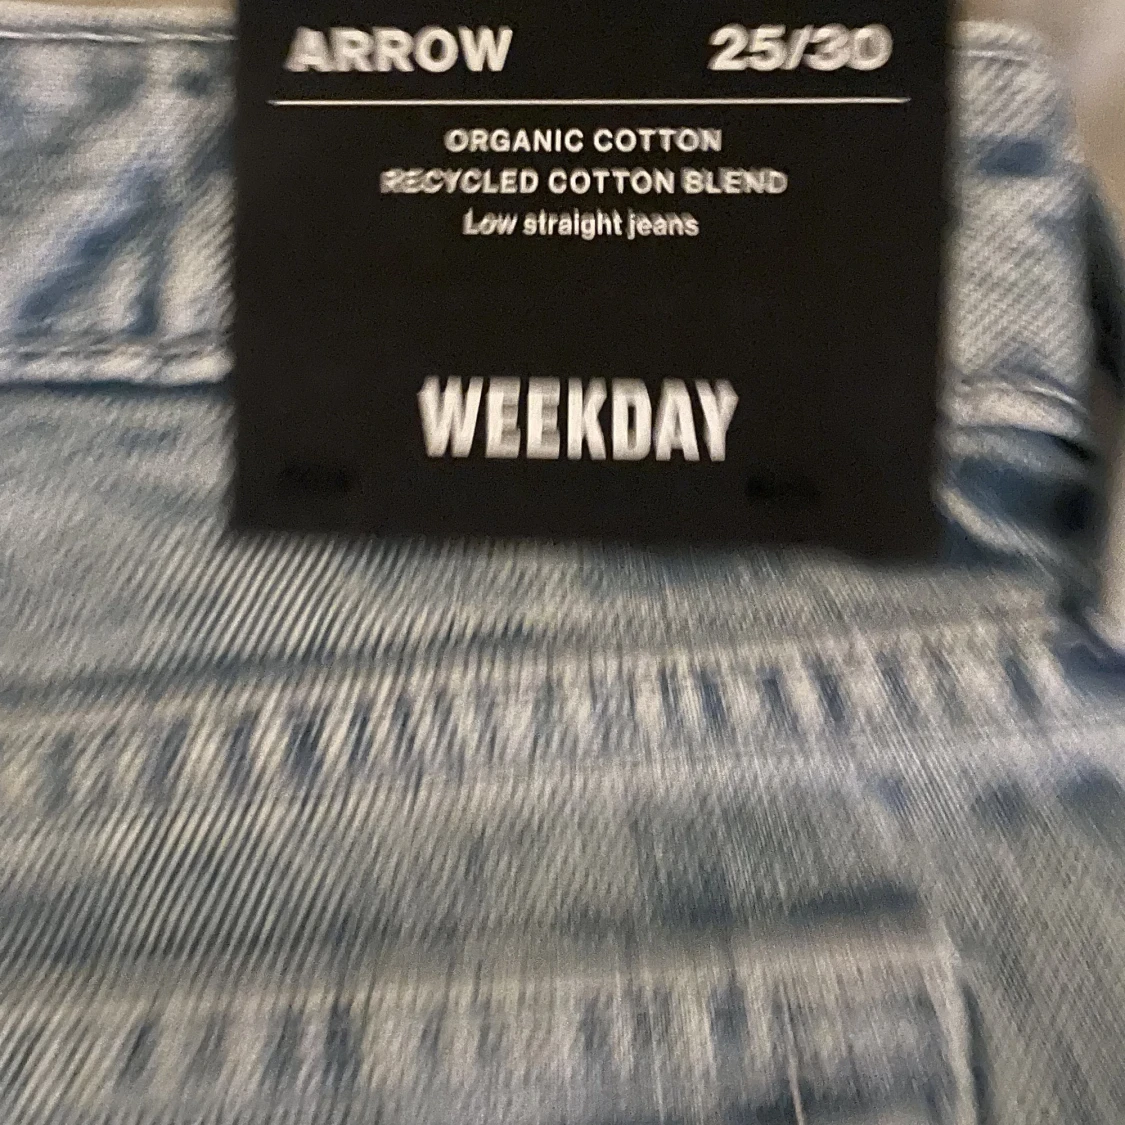 ARROW 25/30
ORGANIC COTTON
RECYCLED COTTON BLEND
Low straight jeans
WEEKDAY